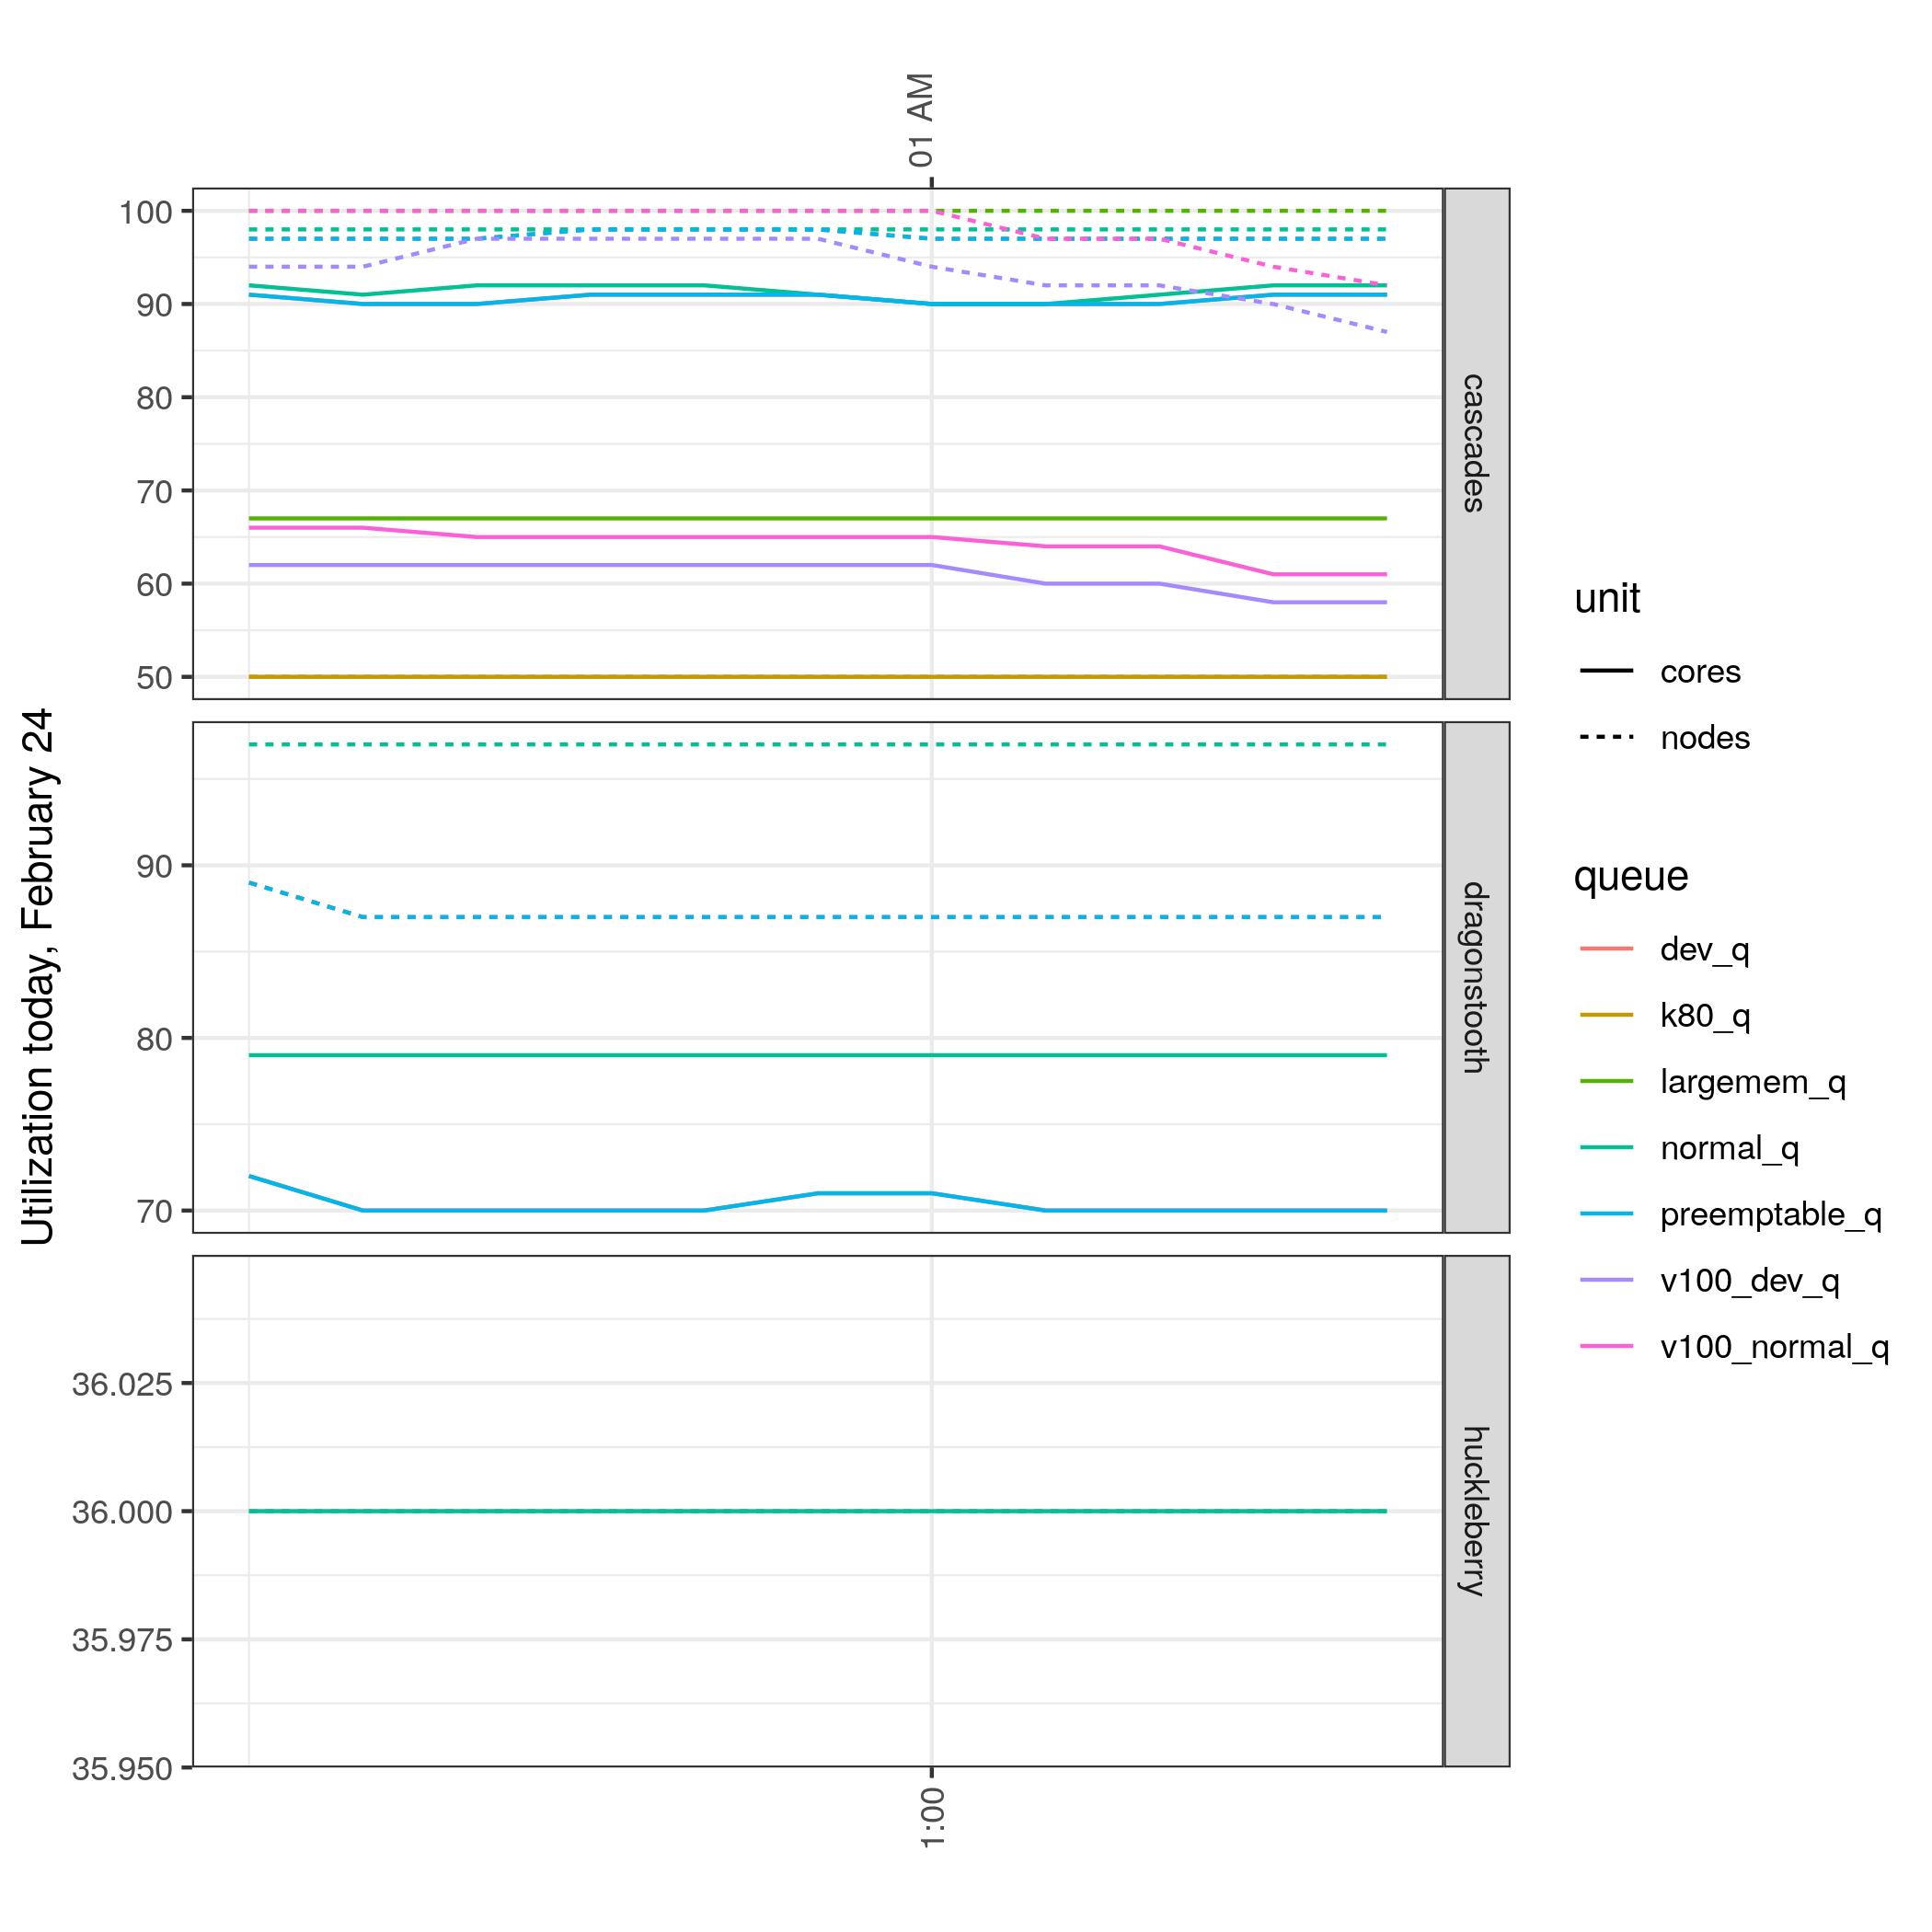 01 AM
100
90
80
70
60
50
cascades
90
80
70
dragonstooth
36.025
36.000
35.975
35.950
huckleberry
1:00
Utilization today, February 24
unit
cores
nodes
queue
dev_q
k80_q
largemem_q
normal_q
preemptable_q
v100_dev_q
v100_normal_q